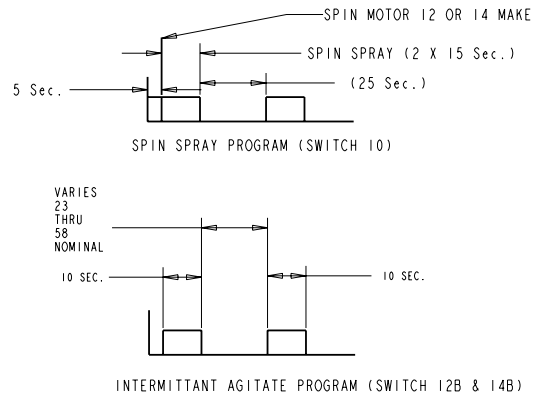 SPIN MOTOR 12 OR 14 MAKE
SPIN SPRAY (2 X 15 Sec.)
5 Sec.
(25 Sec.)
SPIN SPRAY PROGRAM (SWITCH 10)
VARIES
23
THRU
58
NOMINAL
10 SEC.
10 SEC.
INTERMITTANT AGITATE PROGRAM (SWITCH 12B & 14B)